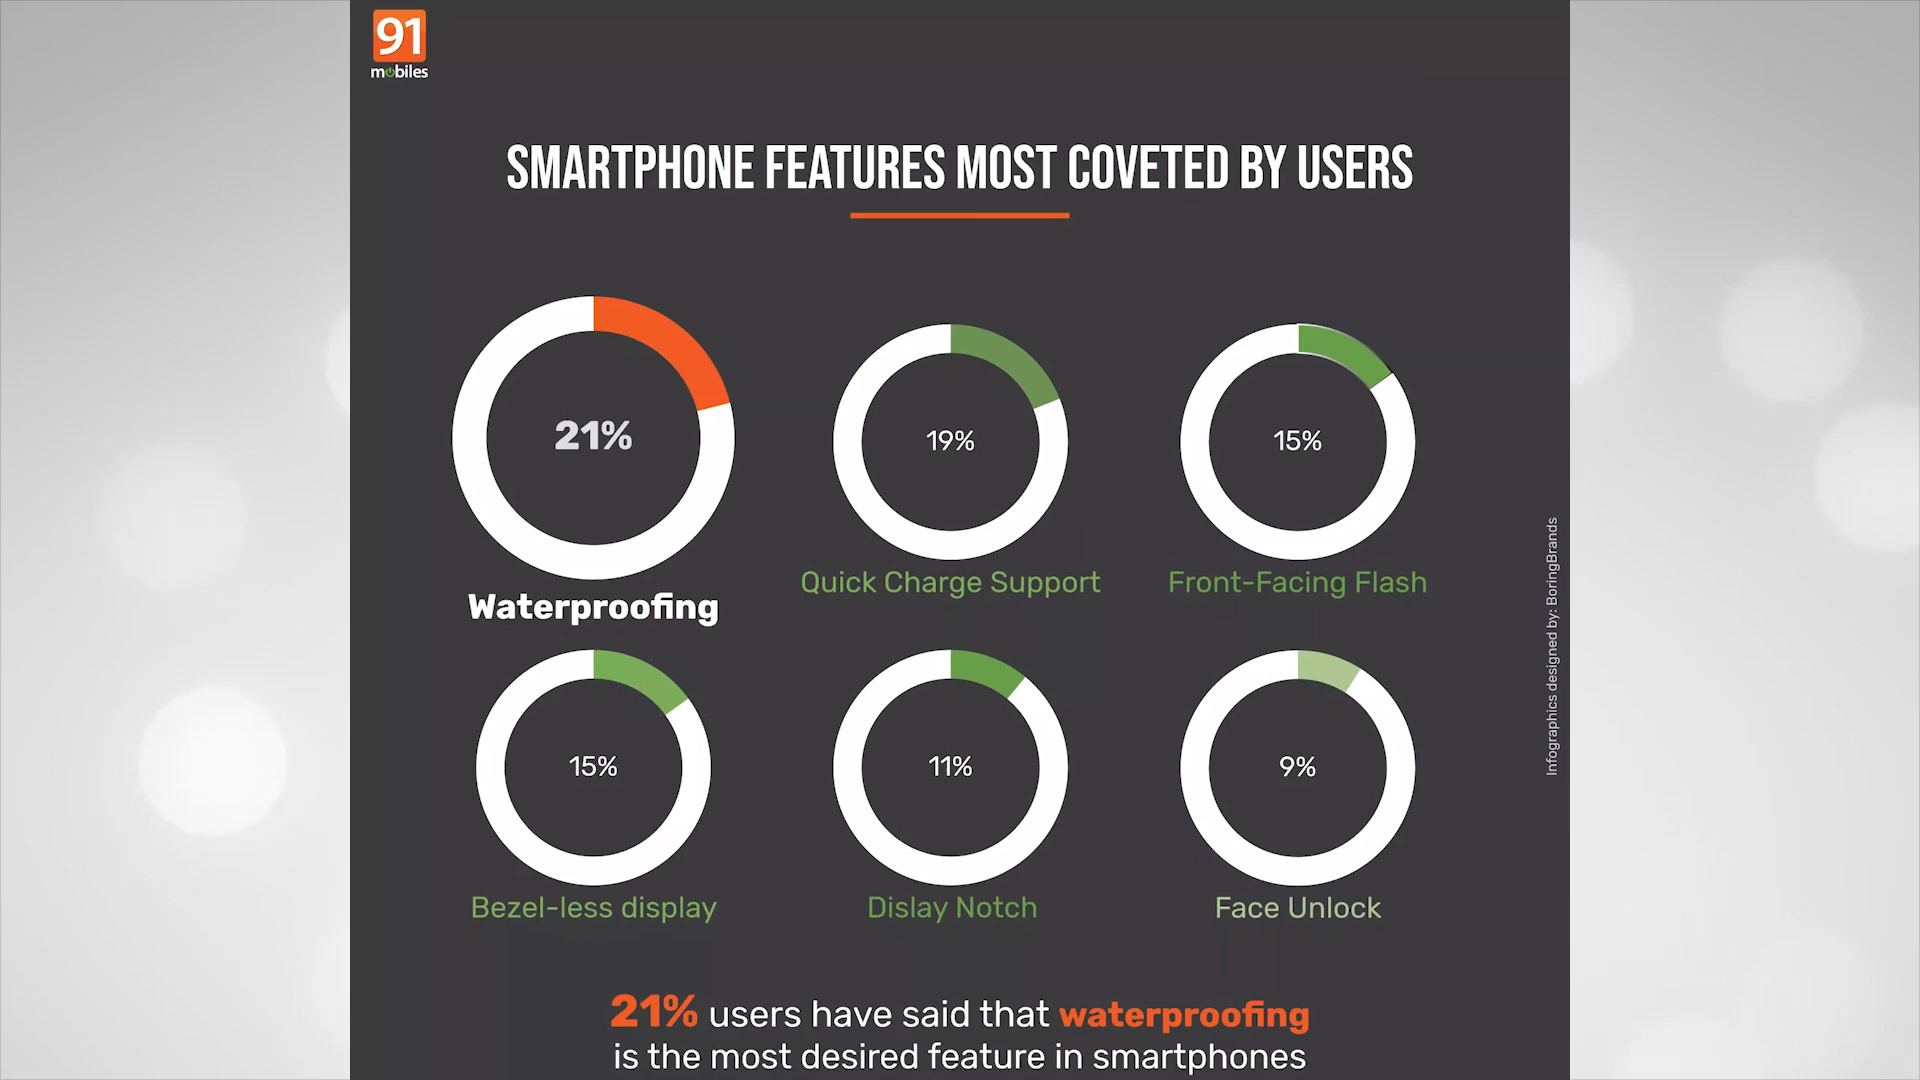 91
mobiles
SMARTPHONE FEATURES MOST COVETED BY USERS
21%
Waterproofing
19%
Quick Charge Support
15%
Front-Facing Flash
15%
Bezel-less display
11%
Dislay Notch
9%
Face Unlock
Infographics designed by: BoringBrands
21% users have said that waterproofing
is the most desired feature in smartphones